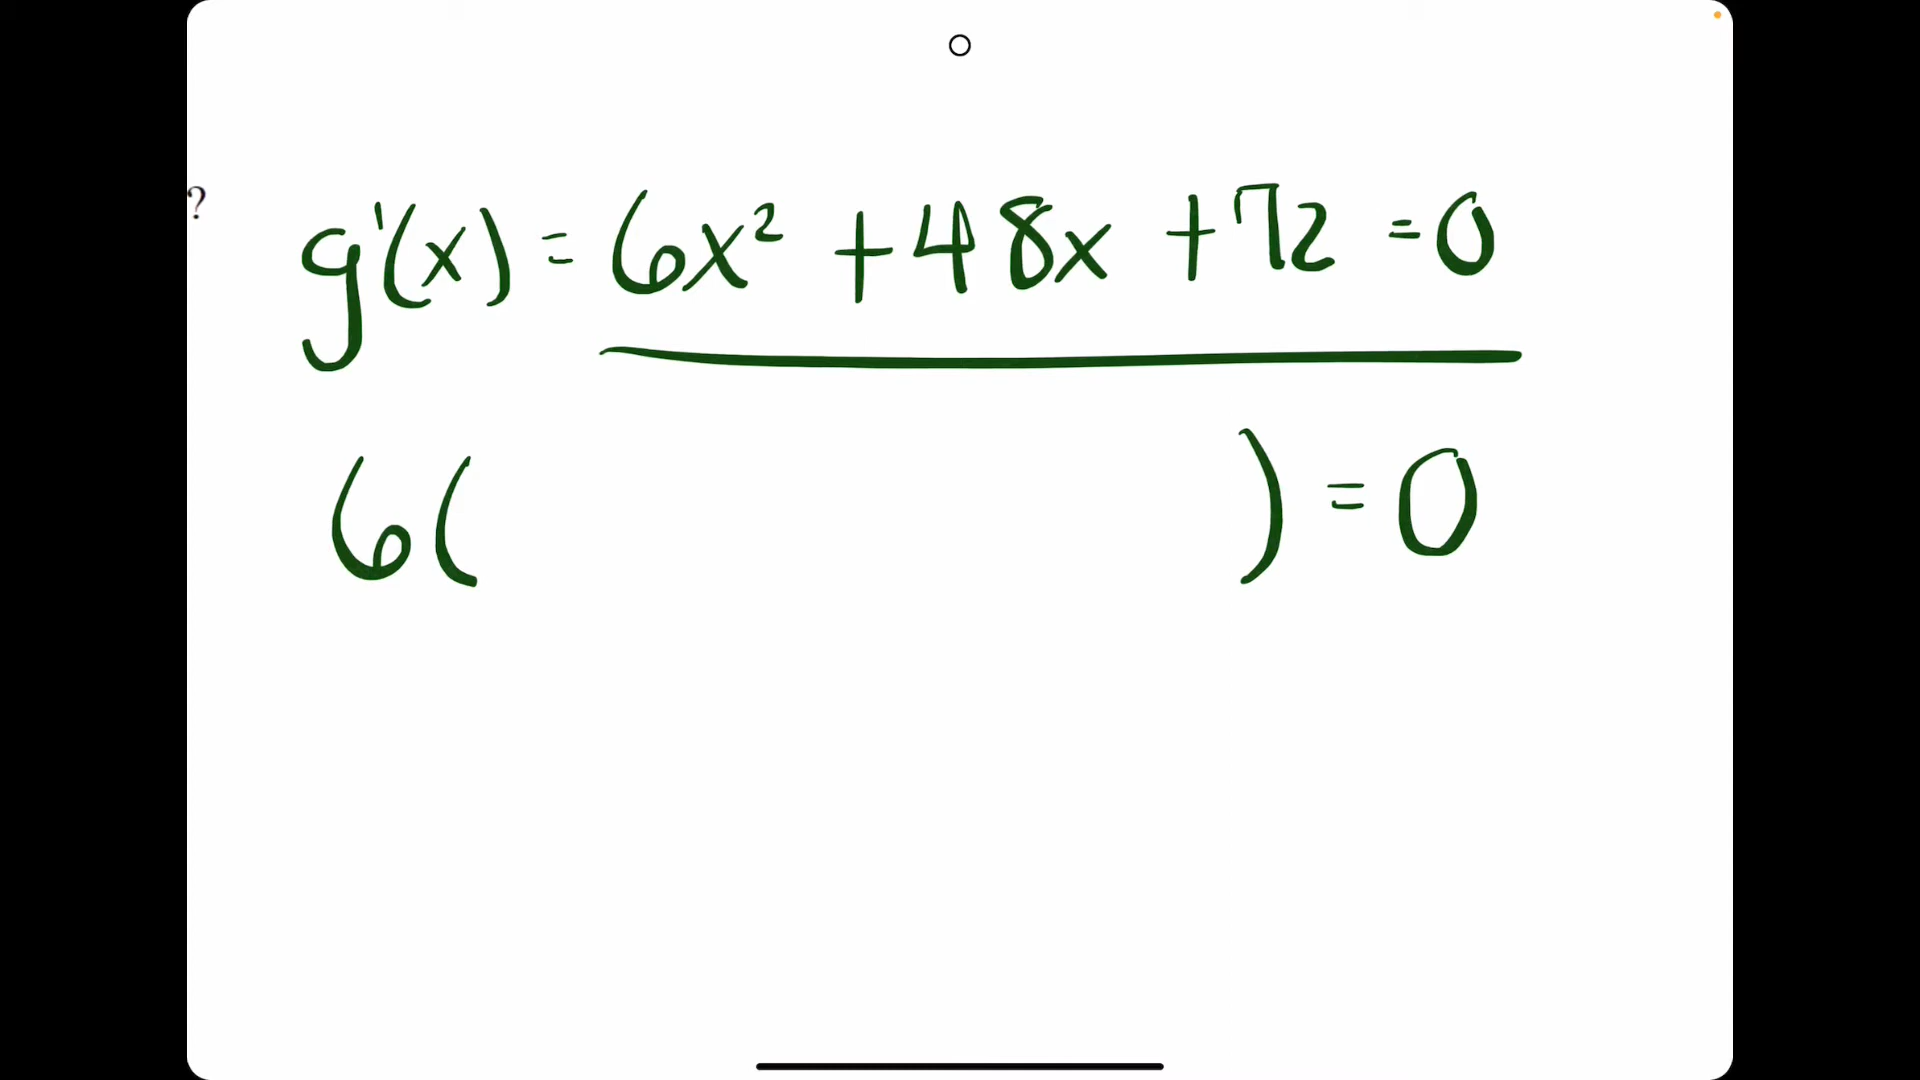 ?
g'(x) = 6x² + 48x + 72 = 0
6( ) = 0